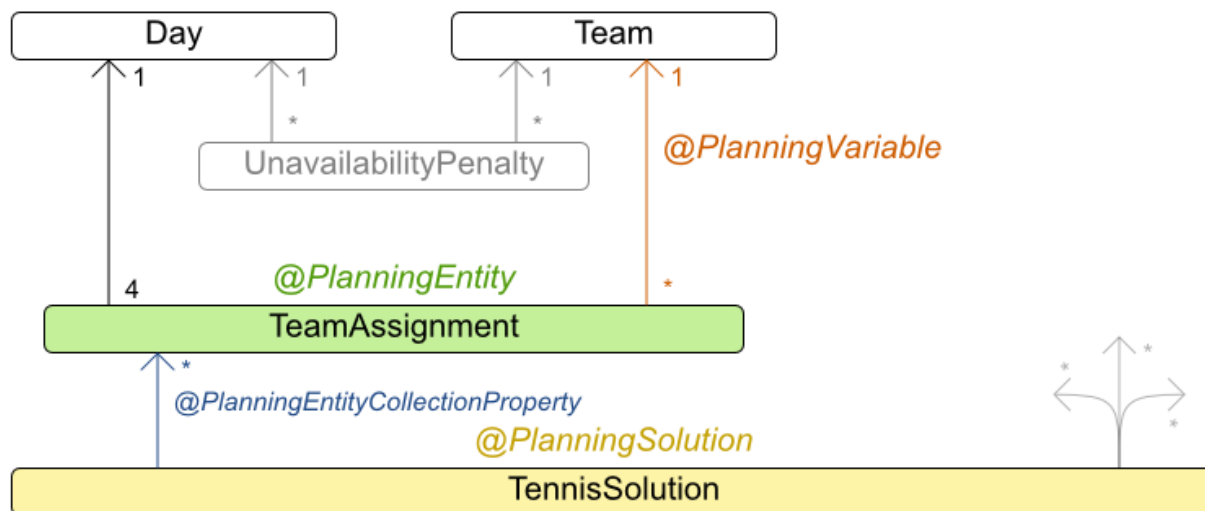 Day
Team
1
1
1
1
*
*
@PlanningVariable
UnavailabilityPenalty
@PlanningEntity
4
*
TeamAssignment
*
*
*
@PlanningEntityCollectionProperty
*
@PlanningSolution
TennisSolution